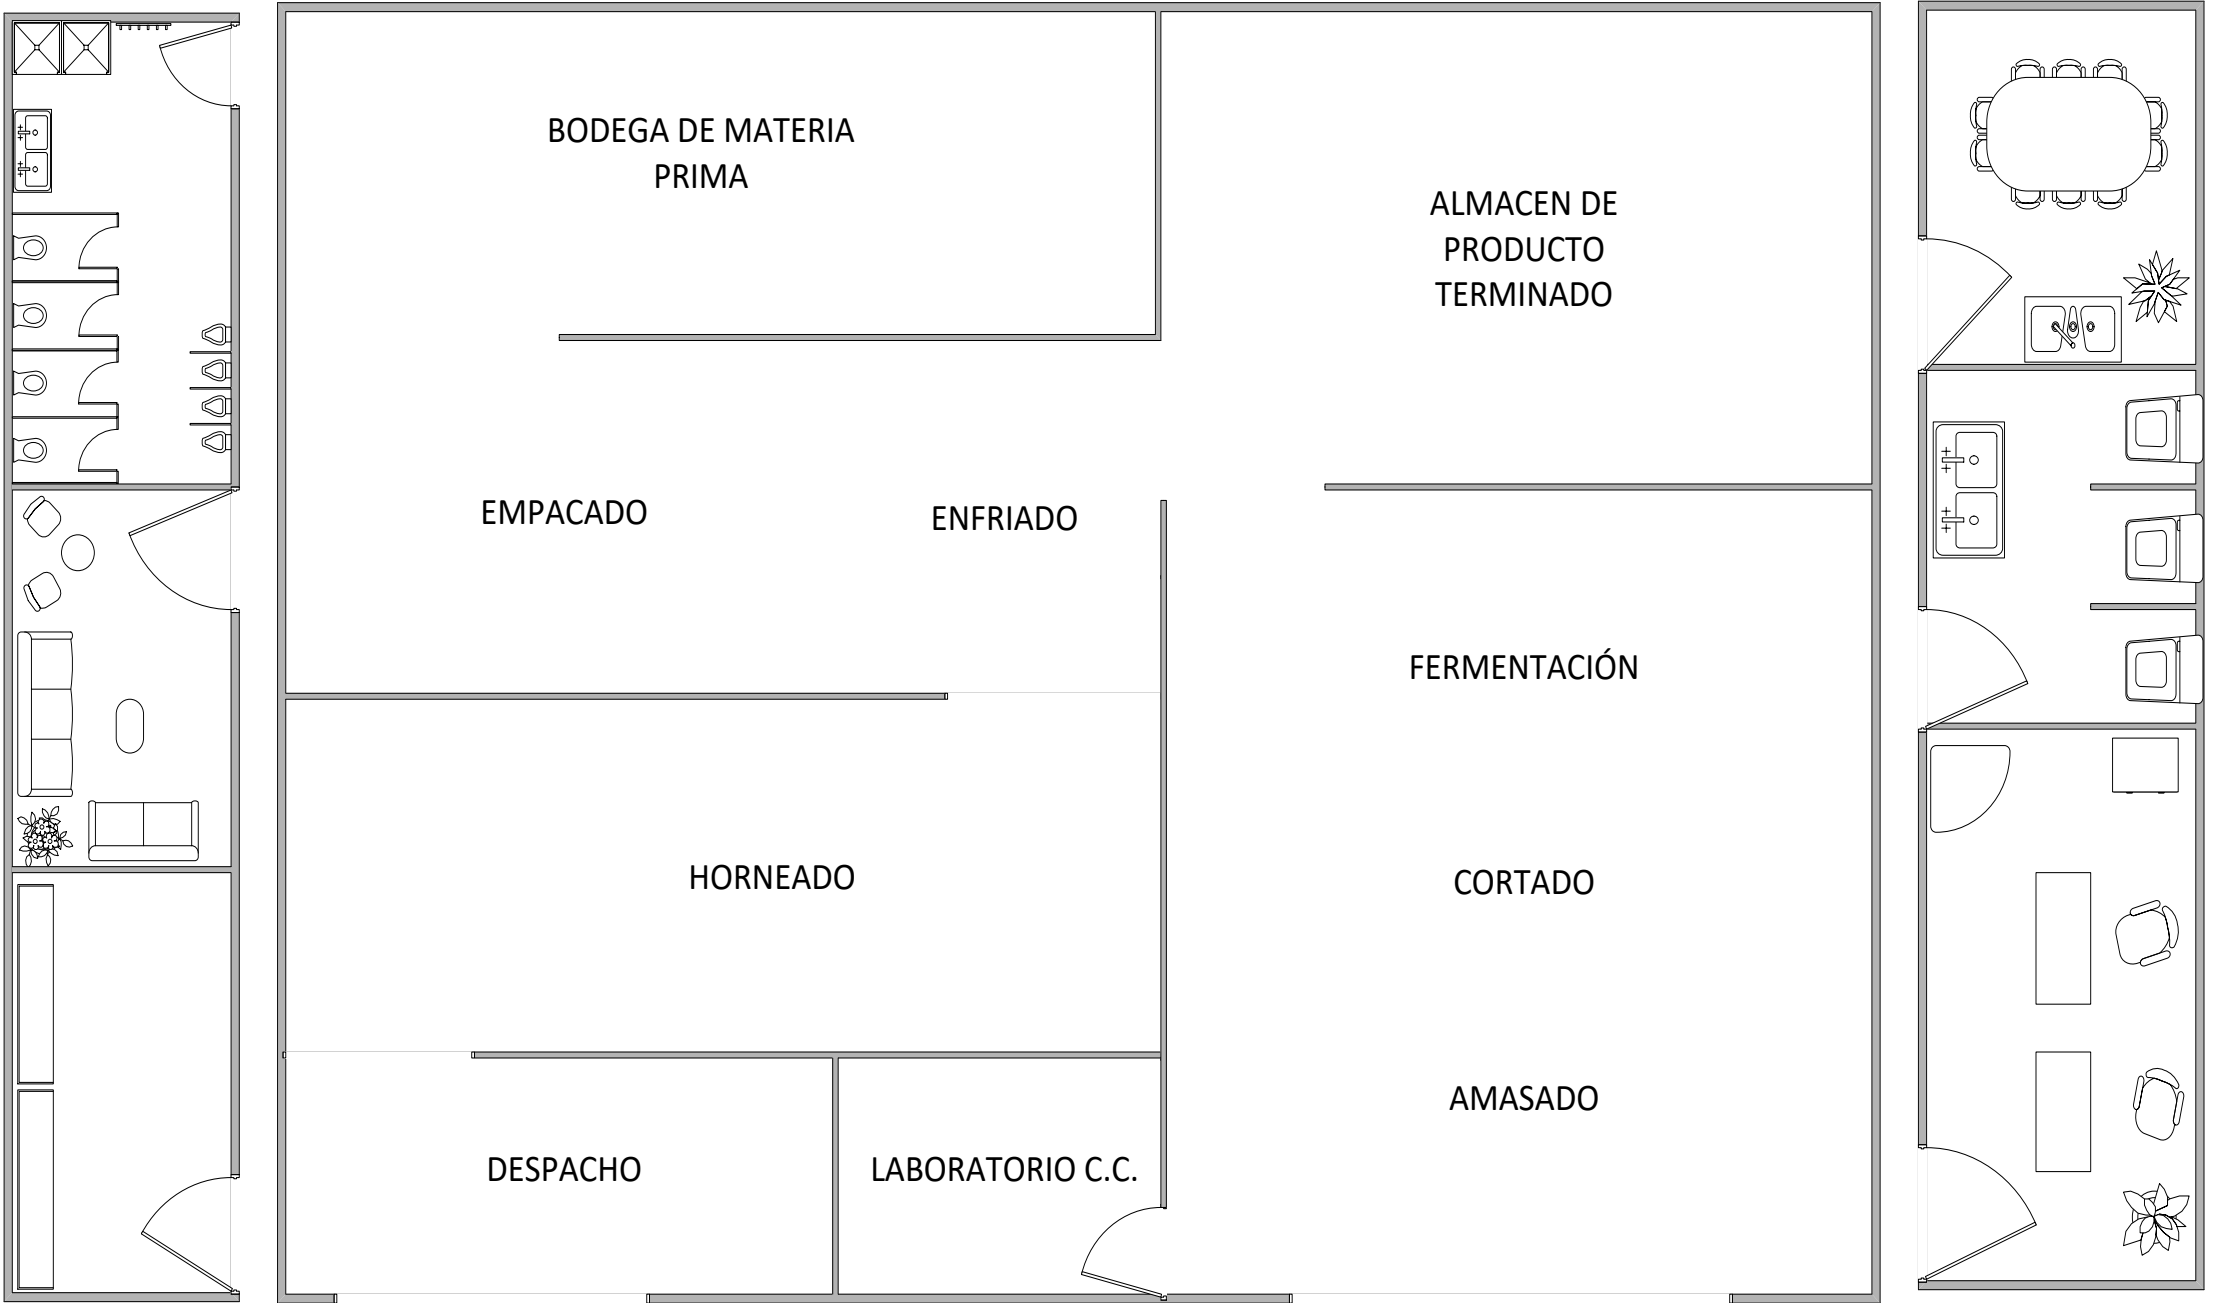 BODEGA DE MATERIA
PRIMA
ALMACEN DE
PRODUCTO
TERMINADO
EMPACADO
ENFRIADO
FERMENTACIÓN
HORNEADO
CORTADO
AMASADO
DESPACHO
LABORATORIO C.C.